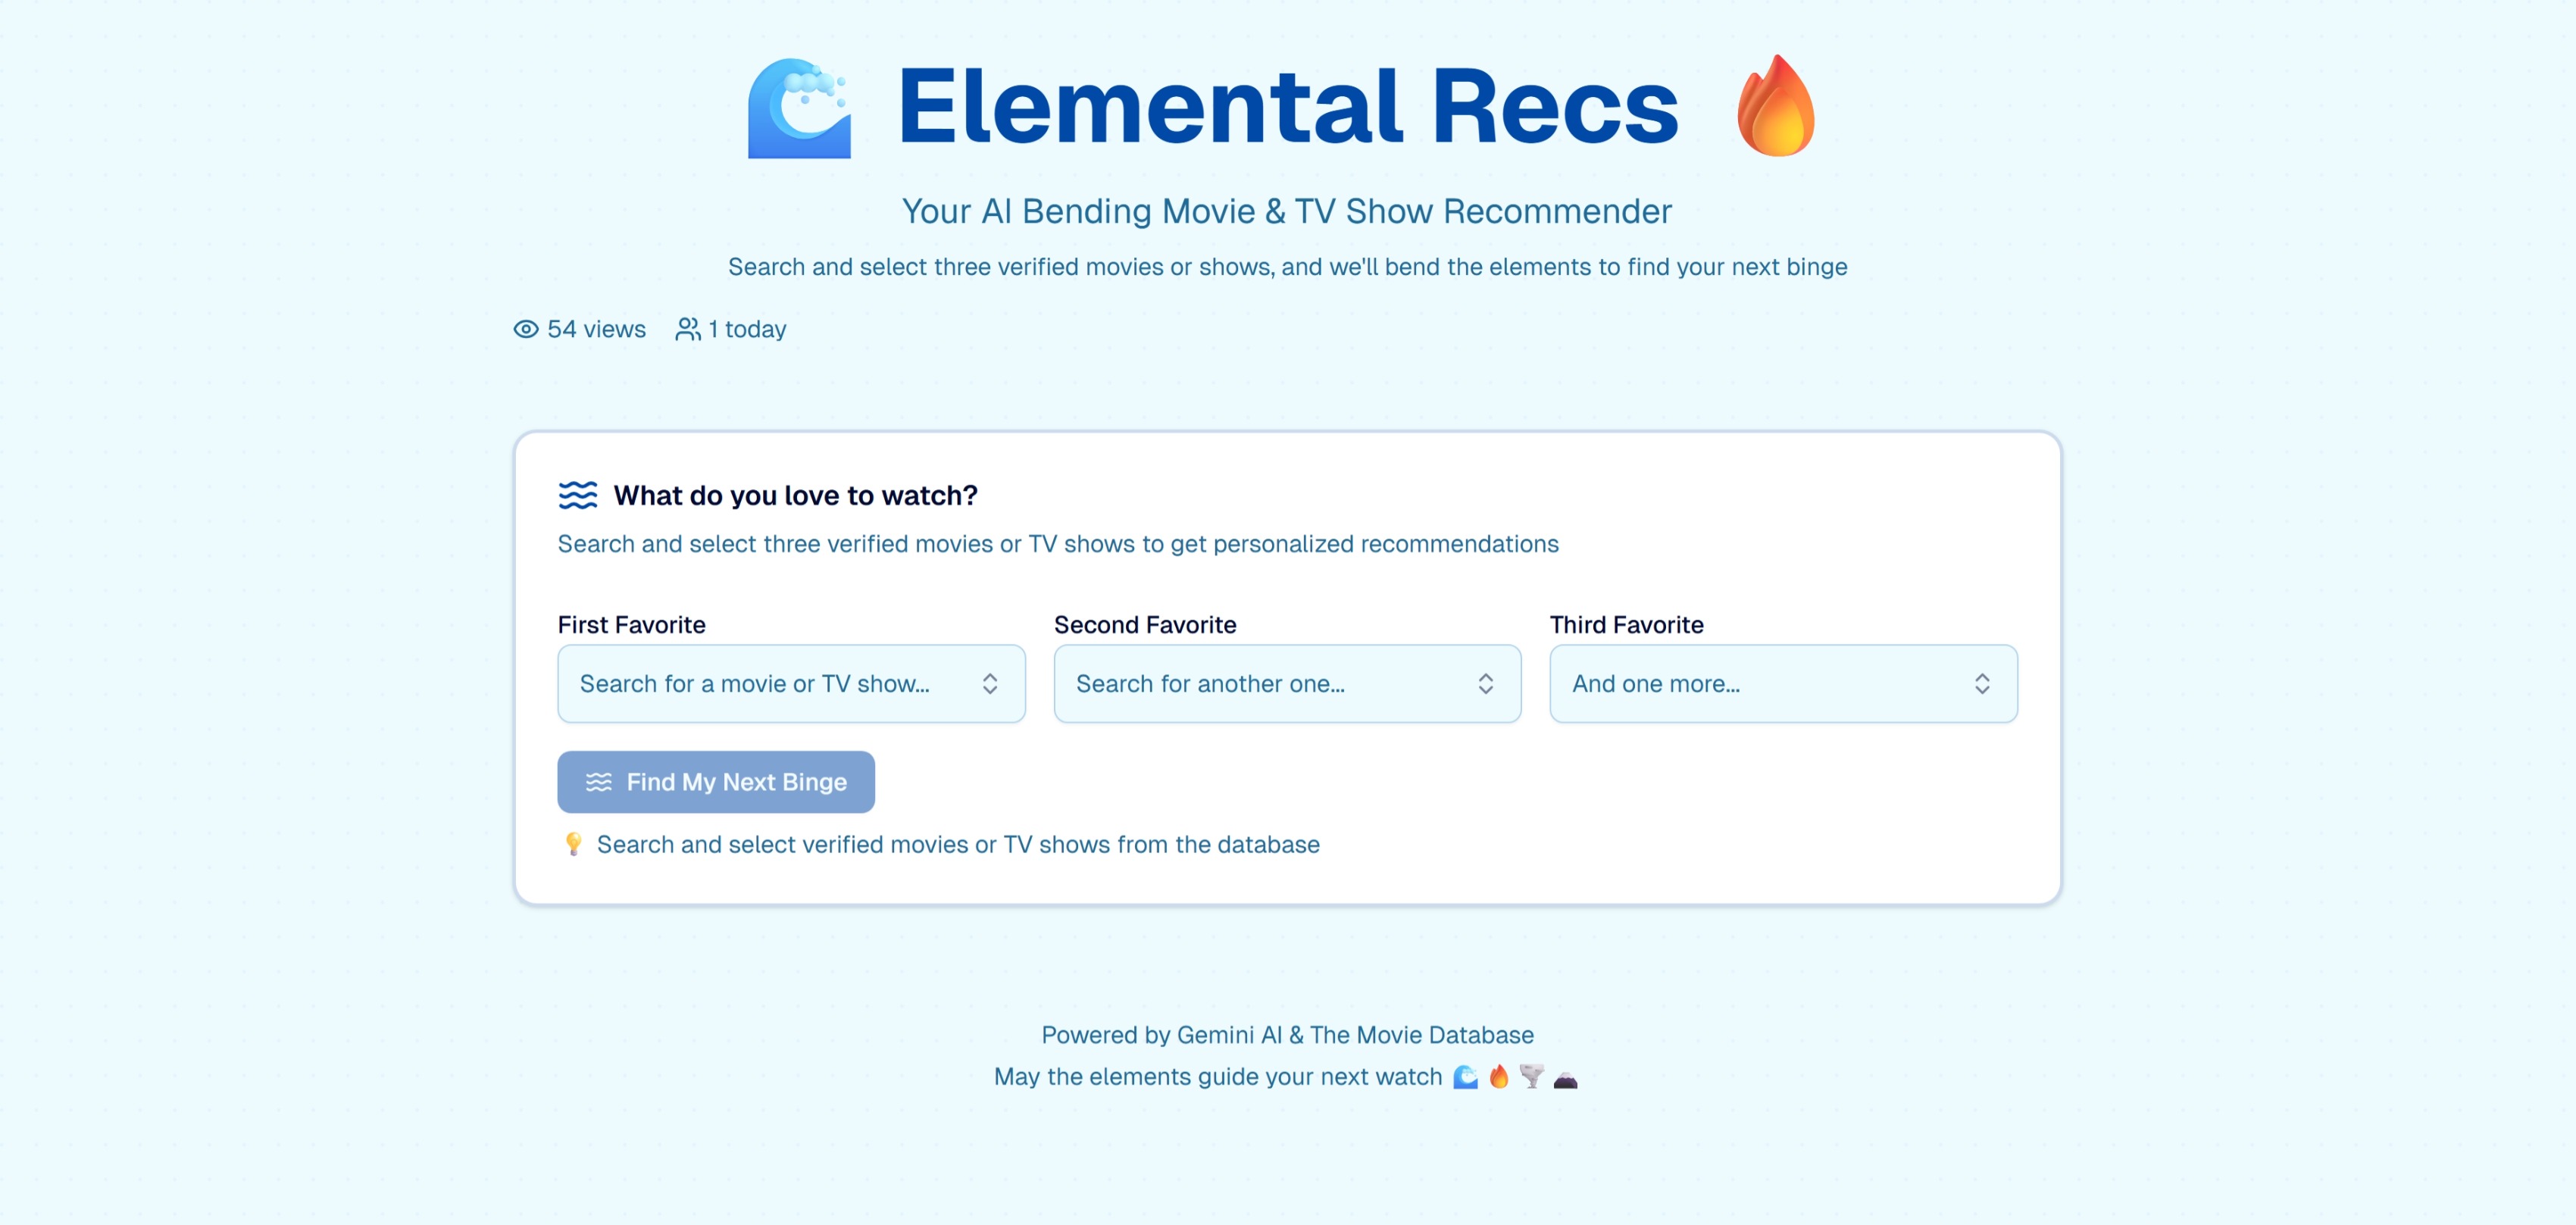 Elemental Recs
Your AI Bending Movie & TV Show Recommender
Search and select three verified movies or shows, and we'll bend the elements to find your next binge
54 views 1 today
What do you love to watch?
Search and select three verified movies or TV shows to get personalized recommendations
First Favorite Second Favorite Third Favorite
Search for a movie or TV show... Search for another one... And one more...
Find My Next Binge
Search and select verified movies or TV shows from the database
Powered by Gemini AI & The Movie Database
May the elements guide your next watch